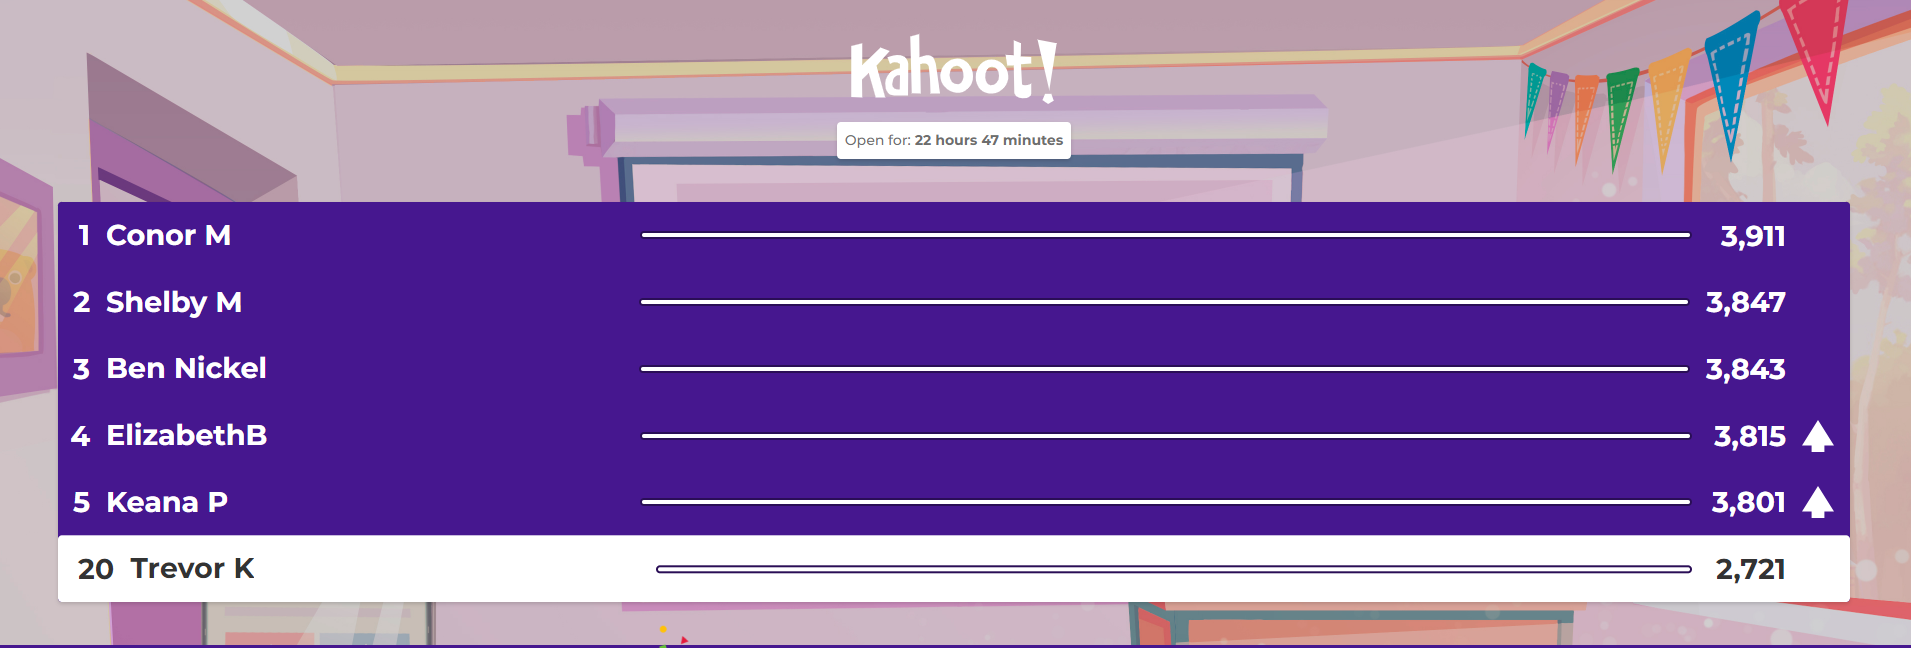 Kahoot!
Open for: 22 hours 47 minutes
1 Conor M 3,911
2 Shelby M 3,847
3 Ben Nickel 3,843
4 ElizabethB 3,815
5 Keana P 3,801
20 Trevor K 2,721